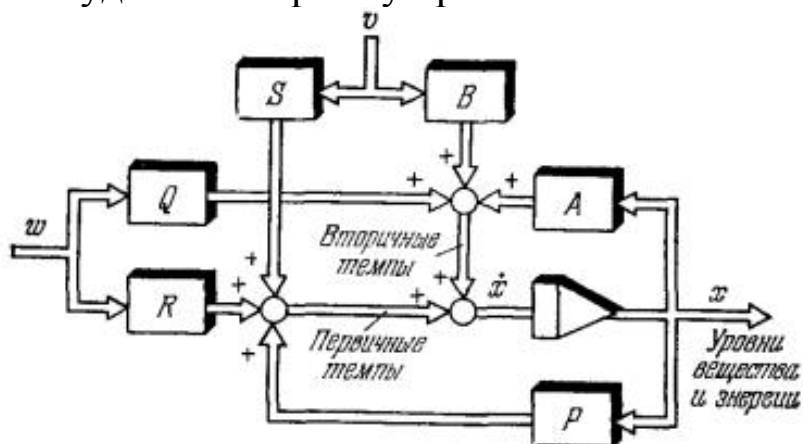 v
S
B
+
+
Q
+
+
A
w
Вторичные
темпы
+
+
R
+
+
ẋ
x
Первичные
темпы
Уровни
вещества
и энергии
+
P